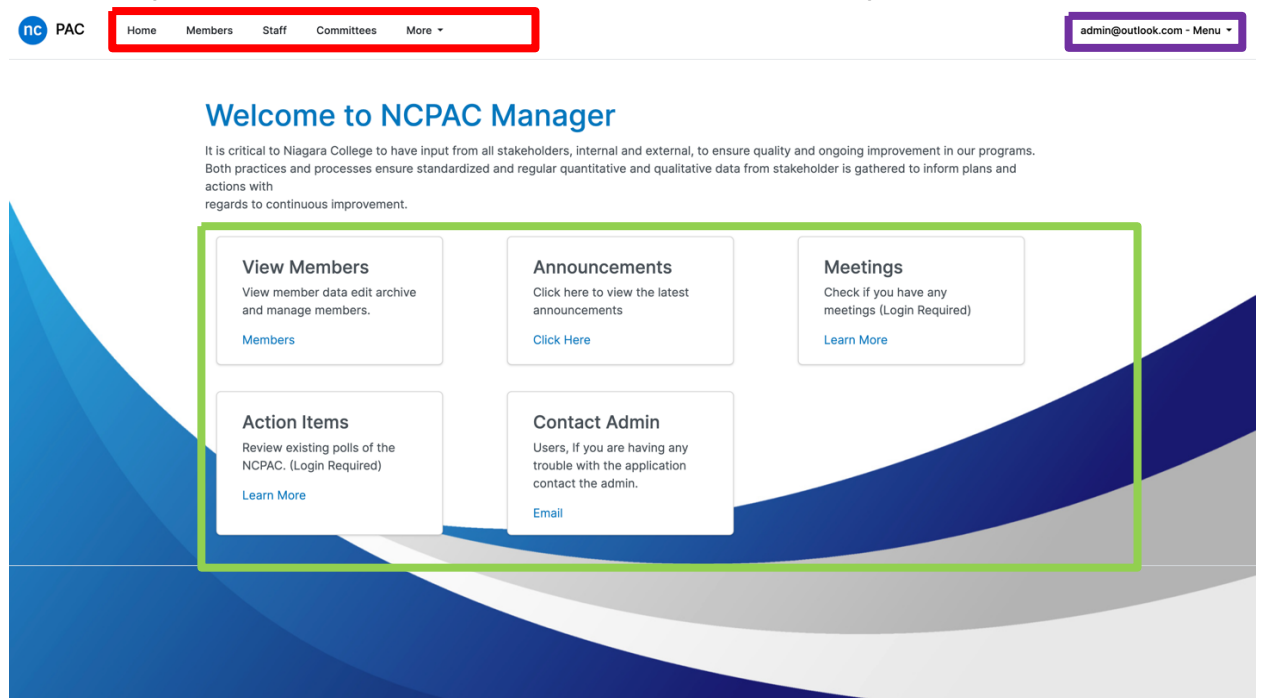 nc PAC Home Members Staff Committees More admin@outlook.com - Menu
Welcome to NCPAC Manager
It is critical to Niagara College to have input from all stakeholders, internal and external, to ensure quality and ongoing improvement in our programs.
Both practices and processes ensure standardized and regular quantitative and qualitative data from stakeholder is gathered to inform plans and
actions with
regards to continuous improvement.
View Members
View member data edit archive
and manage members.
Members
Announcements
Click here to view the latest
announcements
Click Here
Meetings
Check if you have any
meetings (Login Required)
Learn More
Action Items
Review existing polls of the
NCPAC. (Login Required)
Learn More
Contact Admin
Users, If you are having any
trouble with the application
contact the admin.
Email